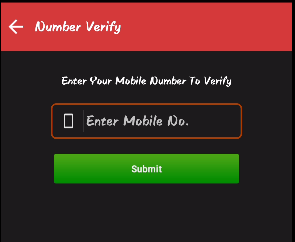 Number Verify
Enter Your Mobile Number To Verify
Enter Mobile No.
Submit